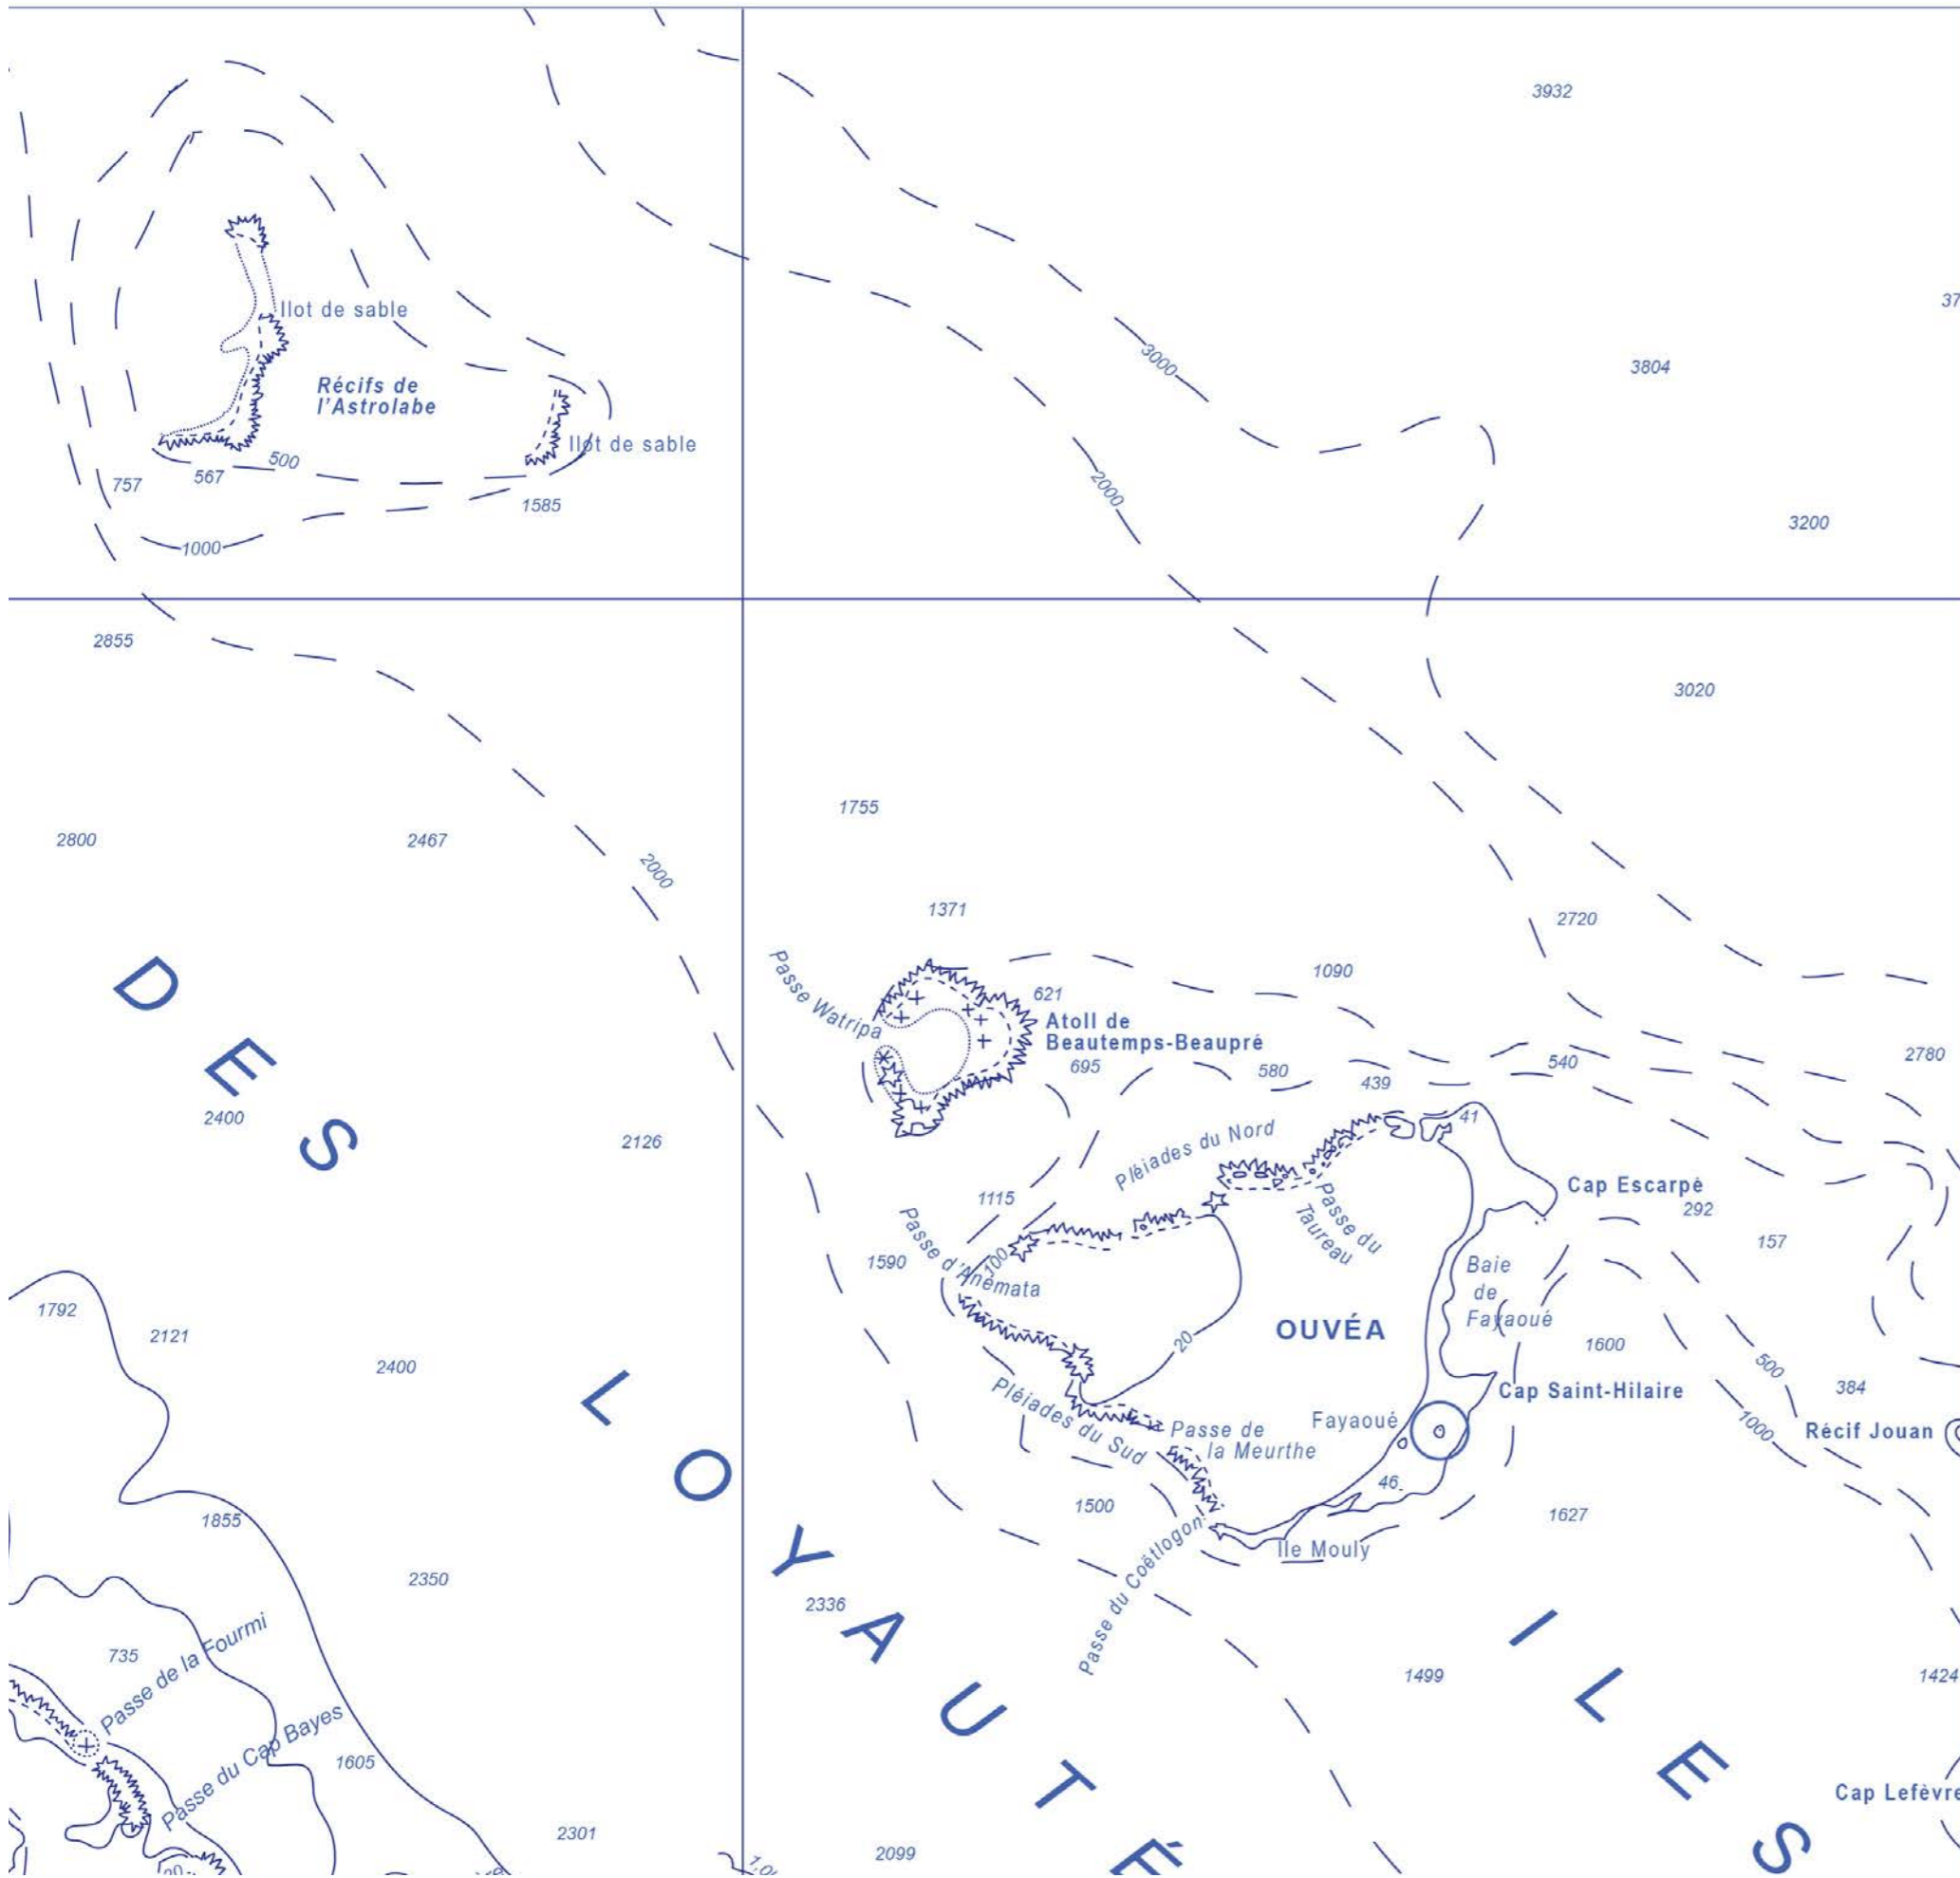 3932
3804
3000
Ilot de sable
Récifs de
l'Astrolabe
Ilot de sable
500
567
757
1585
2000
3200
1000
2855
3020
1755
2800
2467
2000
1371
2720
1090
621
Passe Watripa
Atoll de
Beautemps-Beaupré
695
580
439
540
2780
D E S
2400
2126
41
Pléiades du Nord
1115
Cap Escarpé
292
157
Passe du
Taureau
Passe d'Anemata
100
1590
Baie
de
Fayaoué
1792
2121
2400
OUVÉA
20
1600
500
384
Pléiades du Sud
Cap Saint-Hilaire
Fayaoué
Passe de
la Meurthe
1000
Récif Jouan
46
1500
1627
1855
Passe du Coëtlogon
Ile Mouly
2350
2336
L O Y A U T É
I L E S
735
Passe de la Fourmi
1499
1424
Passe du Cap Bayes
1605
Cap Lefèvre
2301
2099